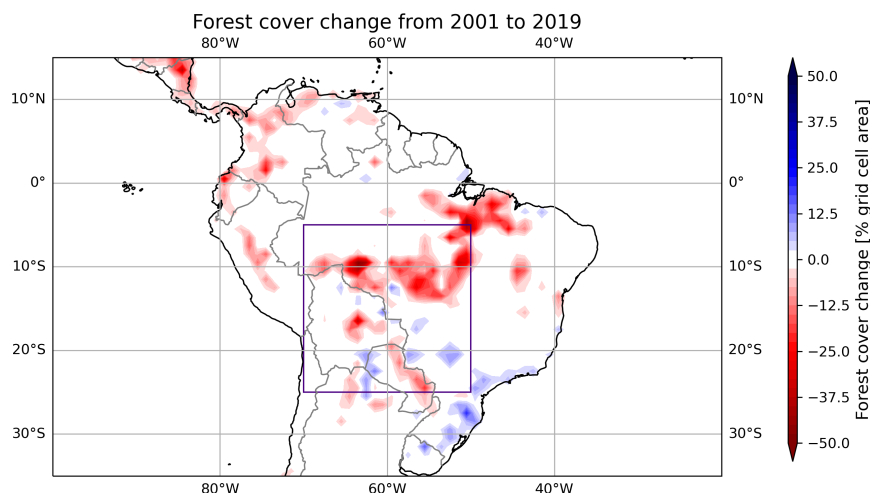 Forest cover change from 2001 to 2019
80°W 60°W 40°W
10°N 10°N
0° 0°
10°S 10°S
20°S 20°S
30°S 30°S
80°W 60°W 40°W
50.0
37.5
25.0
12.5
0.0
−12.5
−25.0
−37.5
−50.0
Forest cover change [% grid cell area]